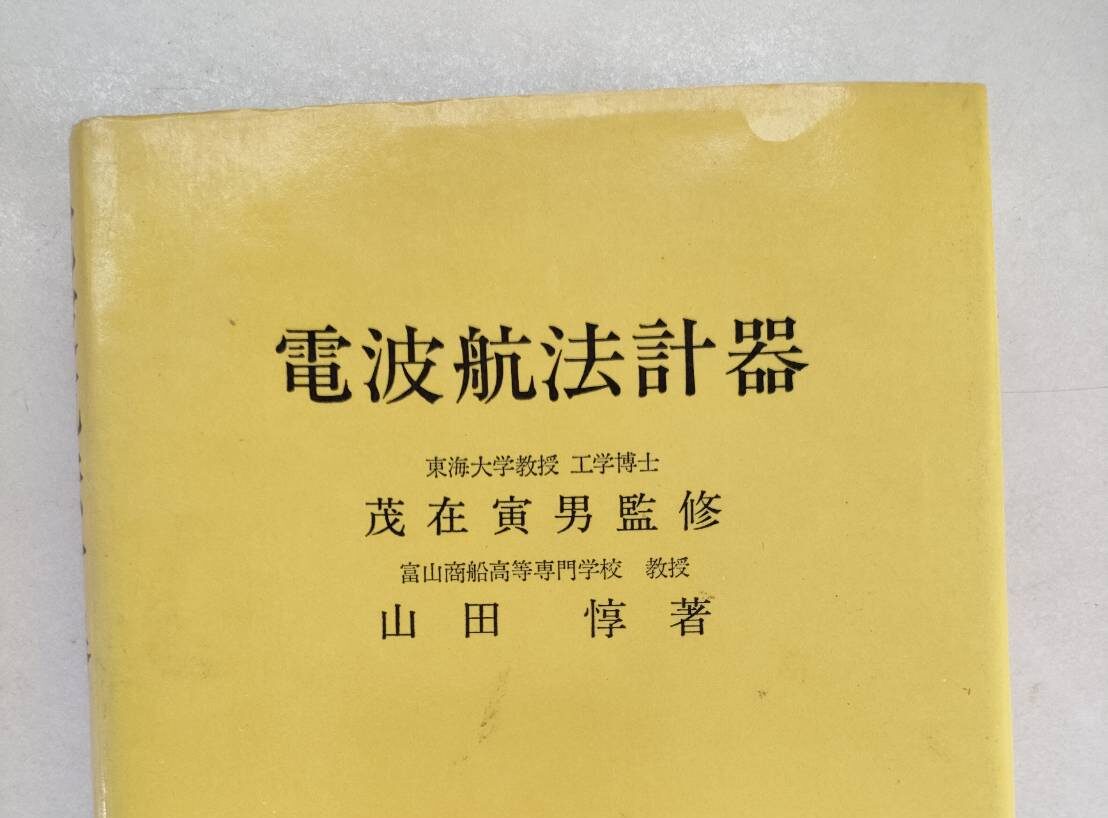 電波航法計器
東海大学教授 工学博士
茂在寅男監修
富山商船高等専門学校 教授
山田 惇著